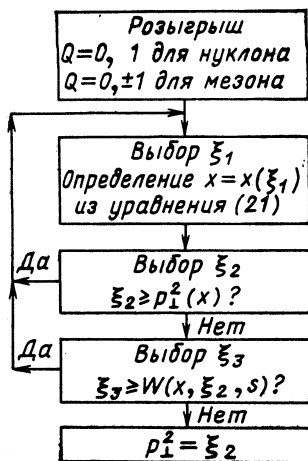 Розыгрыш
Q=0, 1 для нуклона
Q=0,±1 для мезона
Выбор ξ₁
Определение x=x(ξ₁)
из уравнения (21)
Да
Выбор ξ₂
ξ₂≥p⊥²(x)?
Нет
Да
Выбор ξ₃
ξ₃≥W(x,ξ₂,s)?
Нет
p⊥²=ξ₂